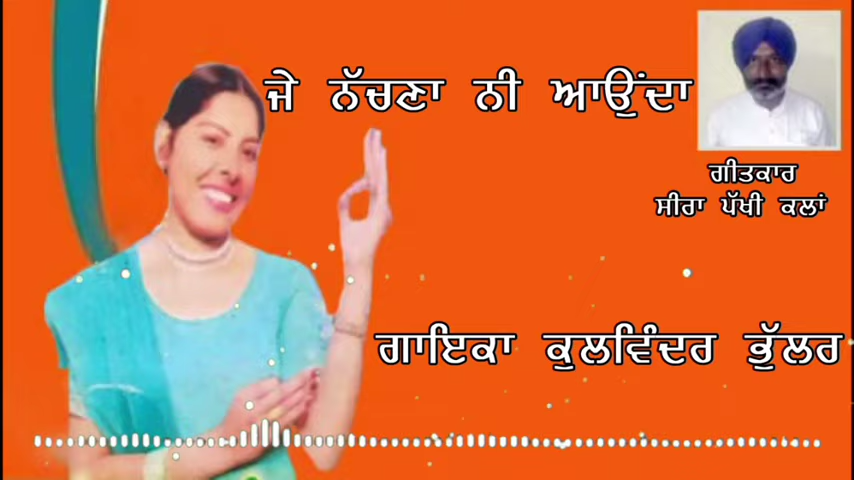 ਜੇ ਨੱਚਣਾ ਨੀ ਆਉਂਦਾ
ਗੀਤਕਾਰ
ਸੀਰਾ ਪੱਖੀ ਕਲਾਂ
ਗਾਇਕਾ ਕੁਲਵਿੰਦਰ ਭੁੱਲਰ